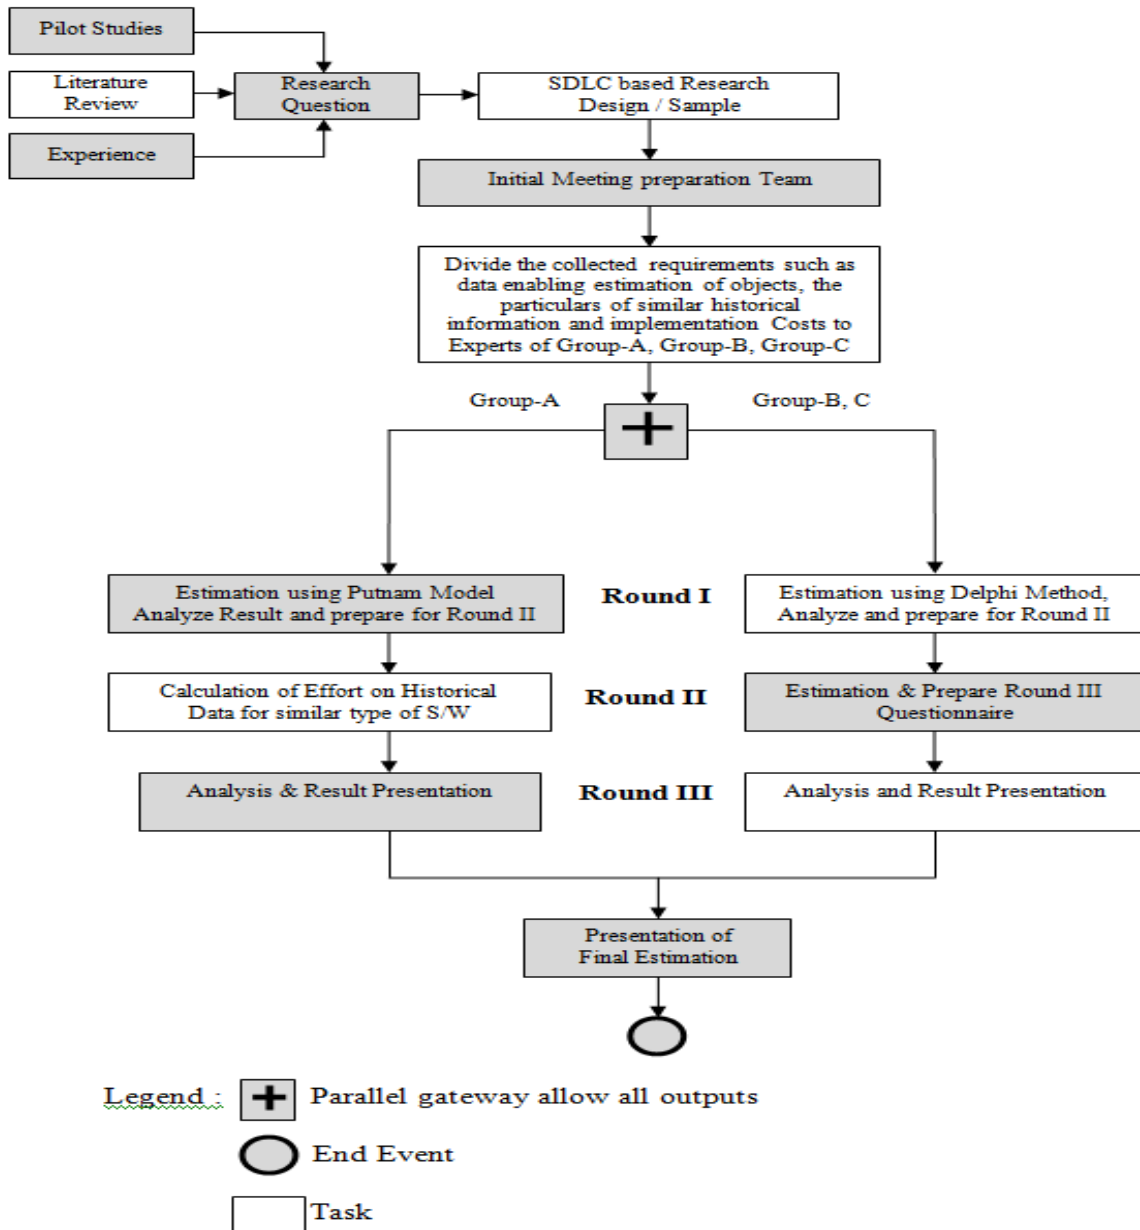 Pilot Studies
Literature
Review
Experience
Research
Question
SDLC based Research
Design / Sample
Initial Meeting preparation Team
Divide the collected requirements such as
data enabling estimation of objects, the
particulars of similar historical
information and implementation Costs to
Experts of Group-A, Group-B, Group-C
Group-A
Group-B, C
+
Estimation using Putnam Model
Analyze Result and prepare for Round II
Round I
Estimation using Delphi Method,
Analyze and prepare for Round II
Calculation of Effort on Historical
Data for similar type of S/W
Round II
Estimation & Prepare Round III
Questionnaire
Analysis & Result Presentation
Round III
Analysis and Result Presentation
Presentation of
Final Estimation
Legend :
+
Parallel gateway allow all outputs
End Event
Task